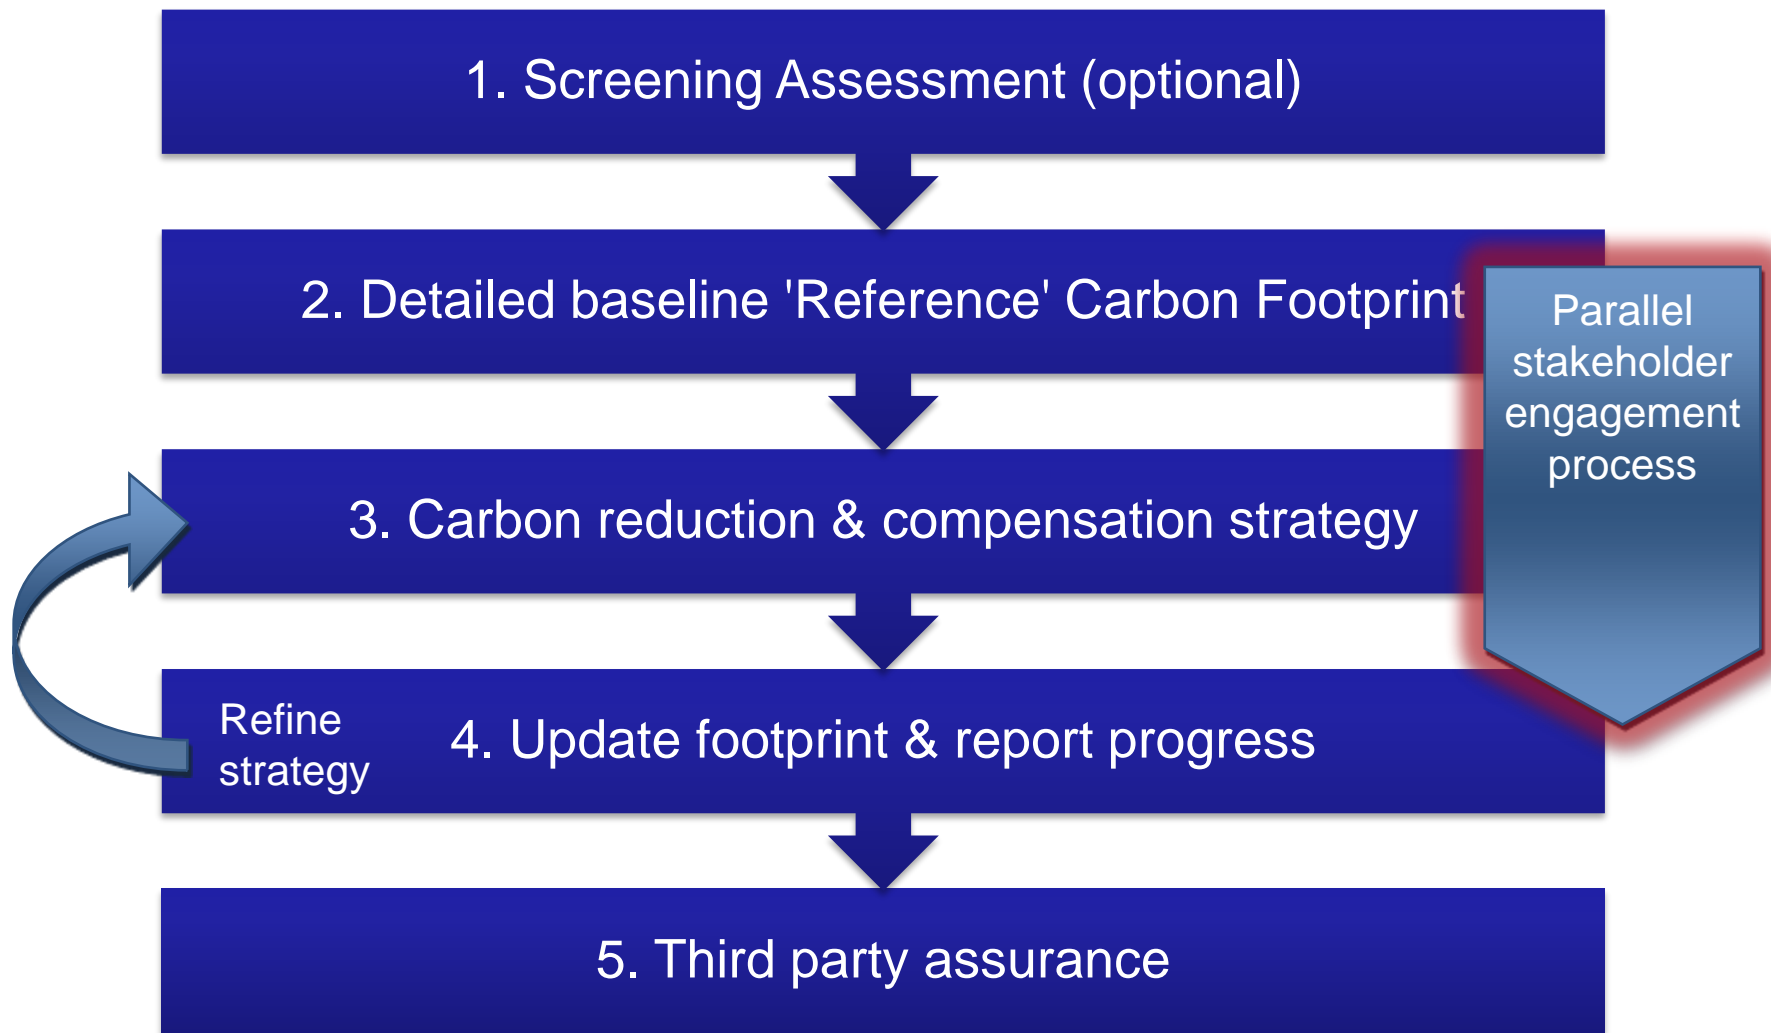 1. Screening Assessment (optional)
2. Detailed baseline 'Reference' Carbon Footprint
Parallel
stakeholder
engagement
process
3. Carbon reduction & compensation strategy
Refine
strategy
4. Update footprint & report progress
5. Third party assurance